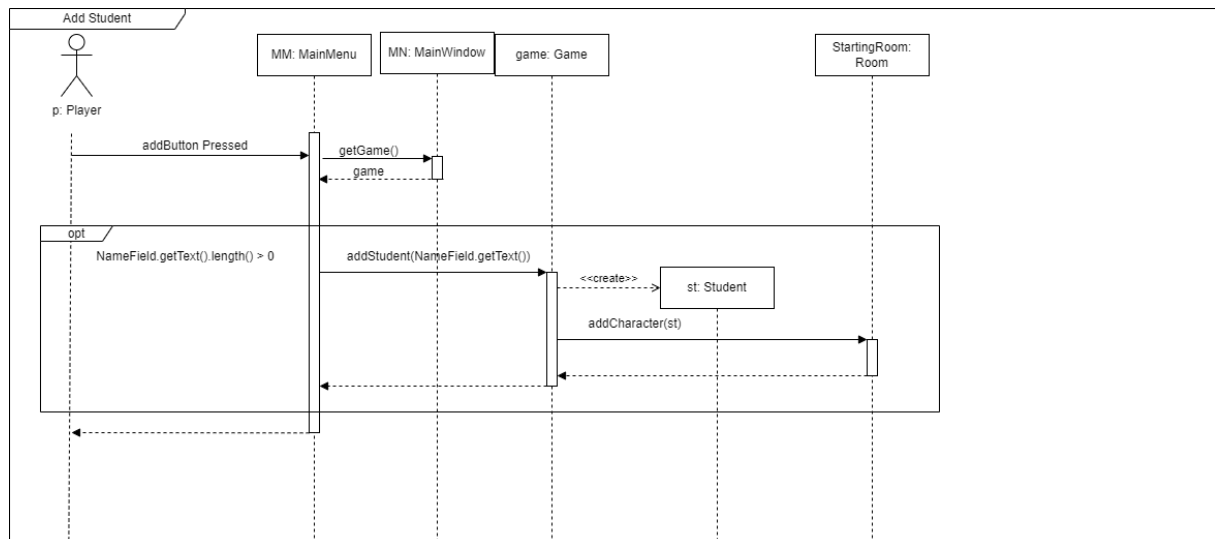 Add Student
p: Player
MM: MainMenu
MN: MainWindow
game: Game
StartingRoom:
Room
addButton Pressed
getGame()
game
opt
NameField.getText().length() > 0
addStudent(NameField.getText())
<<create>>
st: Student
addCharacter(st)